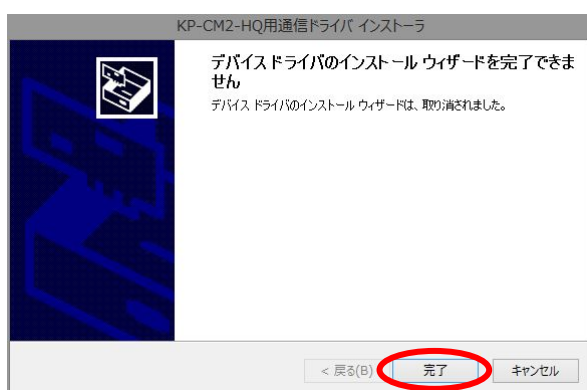 KP-CM2-HQ用通信ドライバ インストーラ
デバイス ドライバのインストール ウィザードを完了できま
せん
デバイス ドライバのインストール ウィザードは、取り消されました。
< 戻る(B)
完了
キャンセル